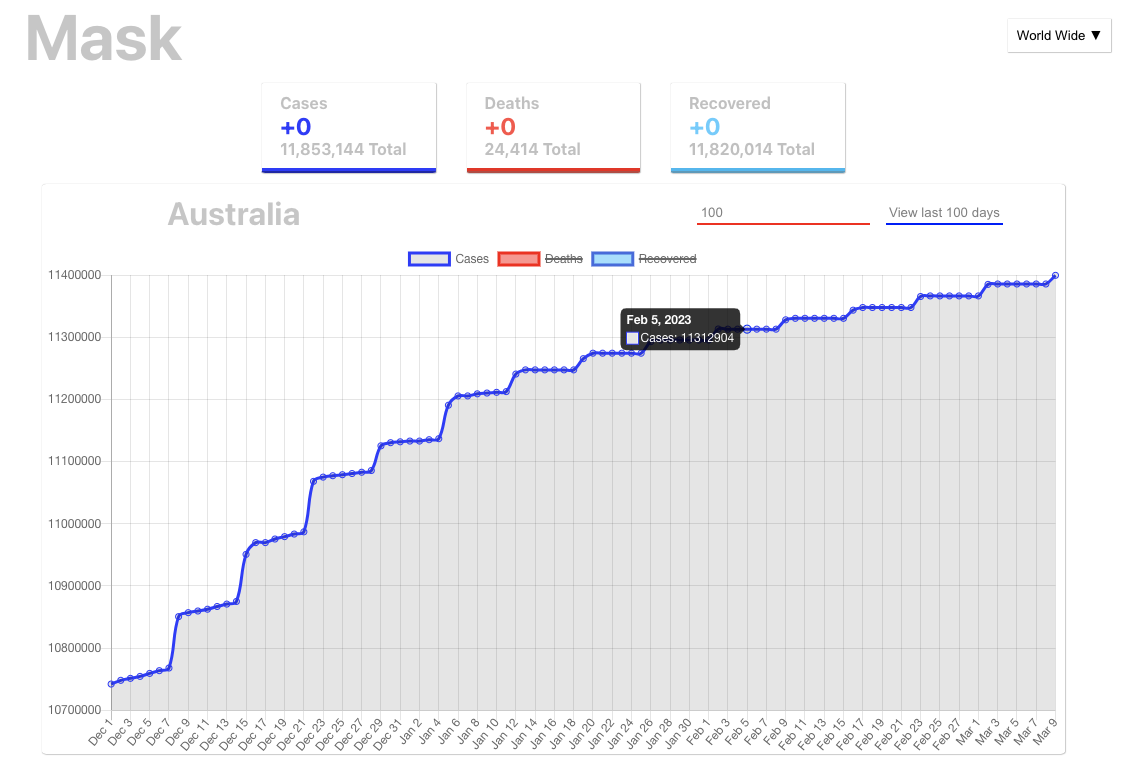 Mask
World Wide ▼
Cases
+0
11,853,144 Total
Deaths
+0
24,414 Total
Recovered
+0
11,820,014 Total
Australia
100
View last 100 days
Cases
Deaths
Recovered
11400000
11300000
11200000
11100000
11000000
10900000
10800000
10700000
Feb 5, 2023
Cases: 11312904
Dec 1
Dec 3
Dec 5
Dec 7
Dec 9
Dec 11
Dec 13
Dec 15
Dec 17
Dec 19
Dec 21
Dec 23
Dec 25
Dec 27
Dec 29
Dec 31
Jan 2
Jan 4
Jan 6
Jan 8
Jan 10
Jan 12
Jan 14
Jan 16
Jan 18
Jan 20
Jan 22
Jan 24
Jan 26
Jan 28
Jan 30
Feb 1
Feb 3
Feb 5
Feb 7
Feb 9
Feb 11
Feb 13
Feb 15
Feb 17
Feb 19
Feb 21
Feb 23
Feb 25
Feb 27
Mar 1
Mar 3
Mar 5
Mar 7
Mar 9